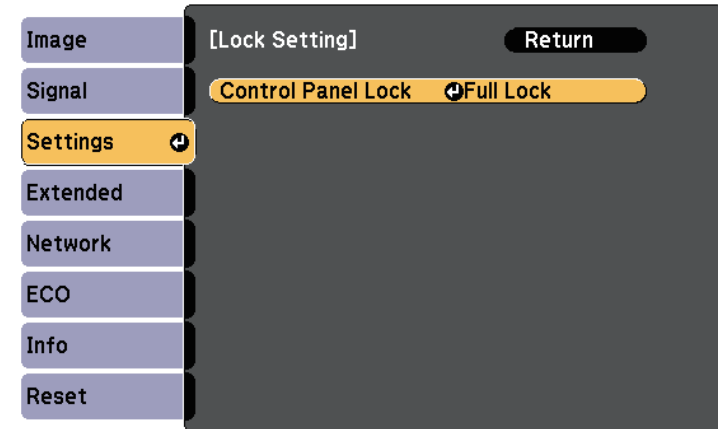 Image
Signal
Settings
Extended
Network
ECO
Info
Reset
[Lock Setting] Return
Control Panel Lock Full Lock